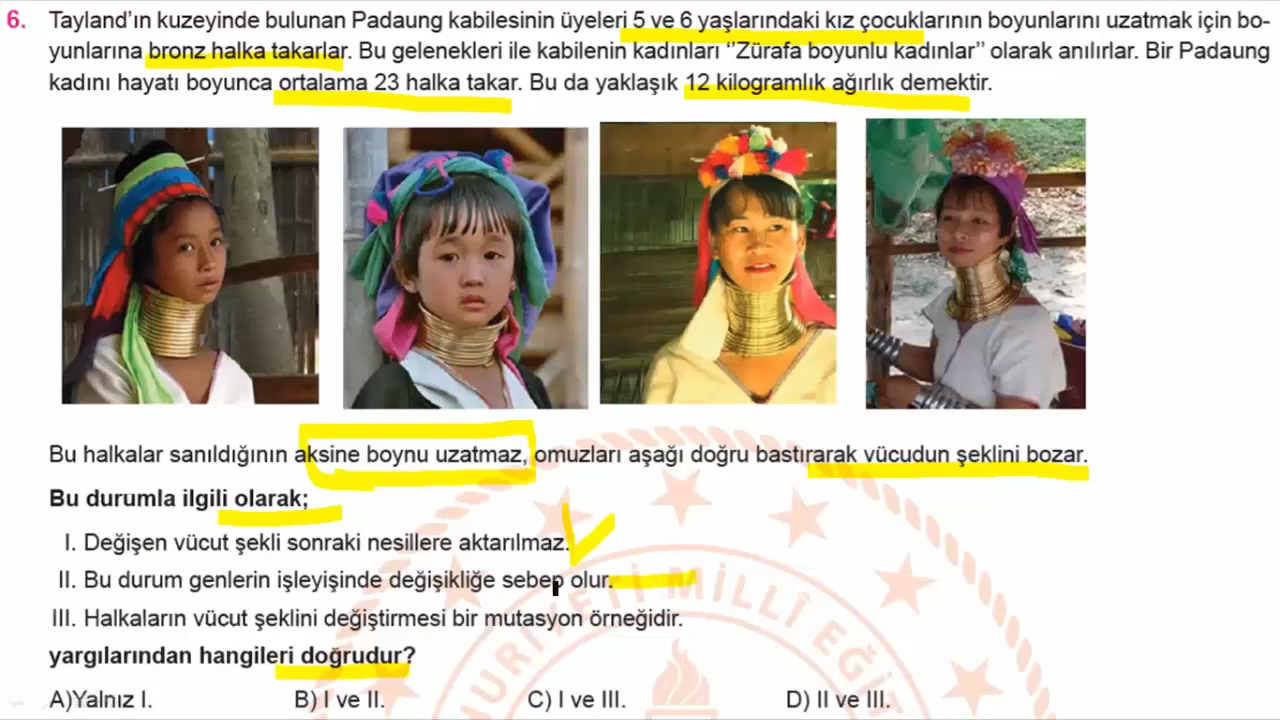 6. Tayland’ın kuzeyinde bulunan Padaung kabilesinin üyeleri 5 ve 6 yaşlarındaki kız çocuklarının boyunlarını uzatmak için bo-
yunlarına bronz halka takarlar. Bu gelenekleri ile kabilenin kadınları ‘‘Zürafa boyunlu kadınlar’’ olarak anılırlar. Bir Padaung
kadını hayatı boyunca ortalama 23 halka takar. Bu da yaklaşık 12 kilogramlık ağırlık demektir.
Bu halkalar sanıldığının aksine boynu uzatmaz, omuzları aşağı doğru bastırarak vücudun şeklini bozar.
Bu durumla ilgili olarak;
I. Değişen vücut şekli sonraki nesillere aktarılmaz.
II. Bu durum genlerin işleyişinde değişikliğe sebep olur.
III. Halkaların vücut şeklini değiştirmesi bir mutasyon örneğidir.
yargılarından hangileri doğrudur?
A)Yalnız I. B) I ve II. C) I ve III. D) II ve III.
MİLLÎ EĞİT